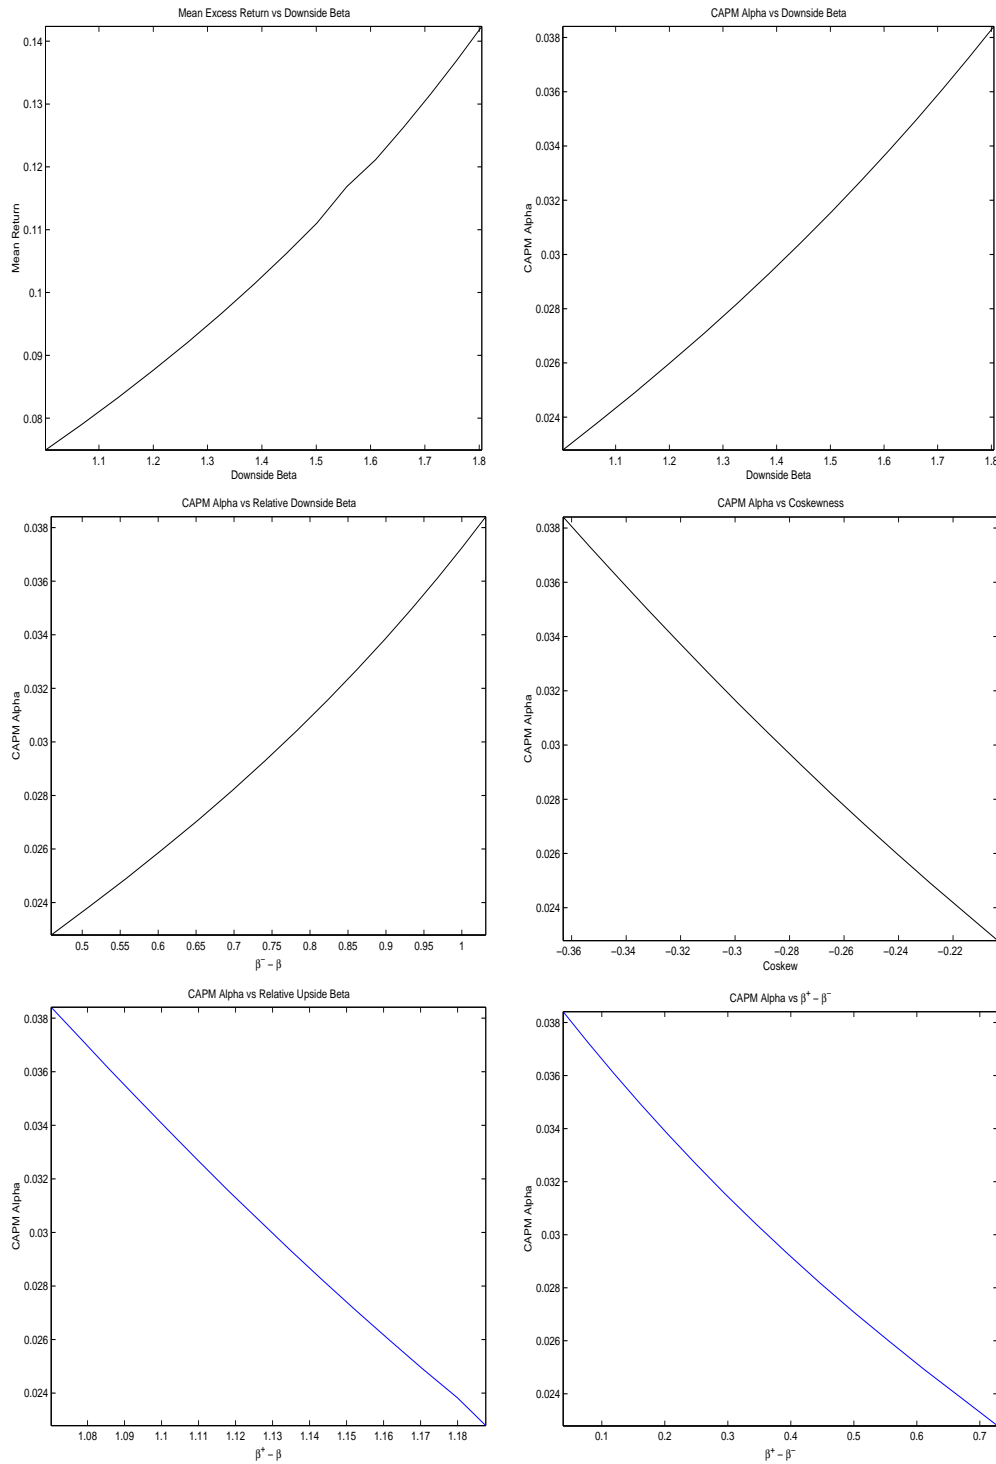 Mean Excess Return vs Downside Beta
0.14
0.13
0.12
0.11
0.1
0.09
0.08
Mean Return
1.1 1.2 1.3 1.4 1.5 1.6 1.7 1.8
Downside Beta
CAPM Alpha vs Downside Beta
0.038
0.036
0.034
0.032
0.03
0.028
0.026
0.024
CAPM Alpha
1.1 1.2 1.3 1.4 1.5 1.6 1.7 1.8
Downside Beta
CAPM Alpha vs Relative Downside Beta
0.038
0.036
0.034
0.032
0.03
0.028
0.026
0.024
CAPM Alpha
0.5 0.55 0.6 0.65 0.7 0.75 0.8 0.85 0.9 0.95 1
β⁻ – β
CAPM Alpha vs Coskewness
0.038
0.036
0.034
0.032
0.03
0.028
0.026
0.024
CAPM Alpha
−0.36 −0.34 −0.32 −0.3 −0.28 −0.26 −0.24 −0.22
Coskew
CAPM Alpha vs Relative Upside Beta
0.038
0.036
0.034
0.032
0.03
0.028
0.026
0.024
CAPM Alpha
1.08 1.09 1.1 1.11 1.12 1.13 1.14 1.15 1.16 1.17 1.18
β⁺ – β
CAPM Alpha vs β⁺ – β⁻
0.038
0.036
0.034
0.032
0.03
0.028
0.026
0.024
CAPM Alpha
0.1 0.2 0.3 0.4 0.5 0.6 0.7
β⁺ – β⁻